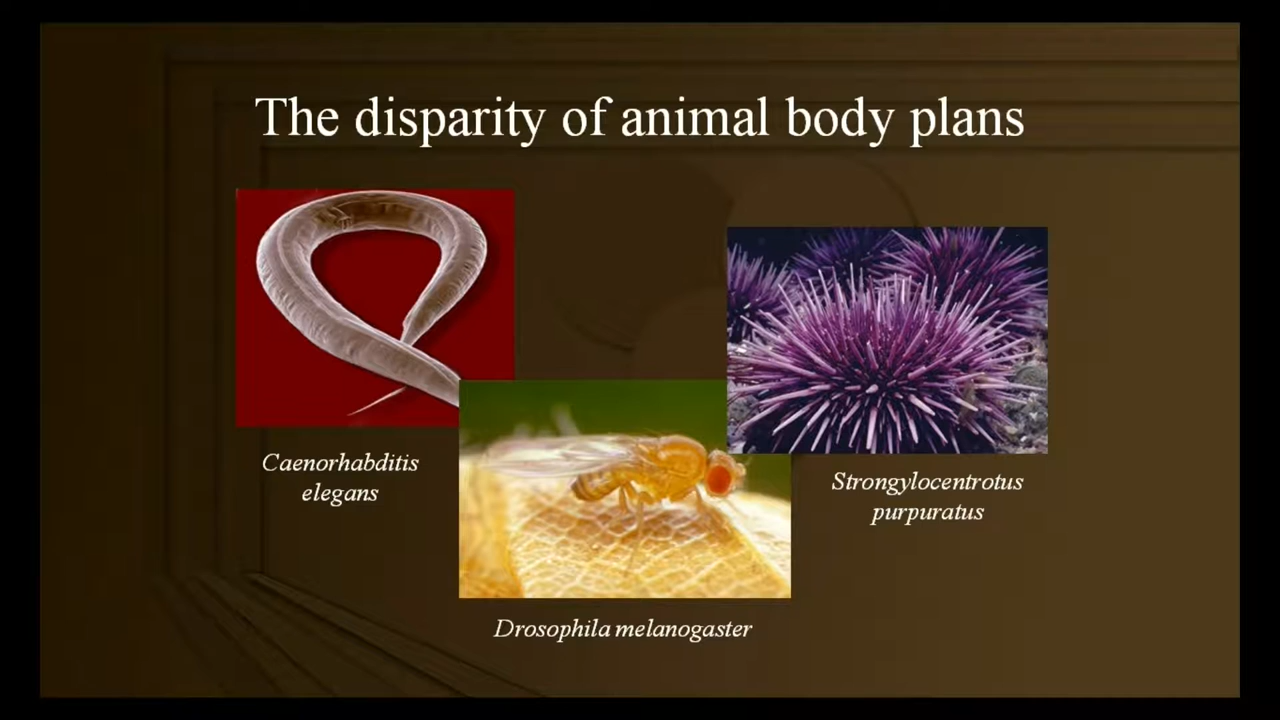 The disparity of animal body plans
Caenorhabditis
elegans
Strongylocentrotus
purpuratus
Drosophila melanogaster